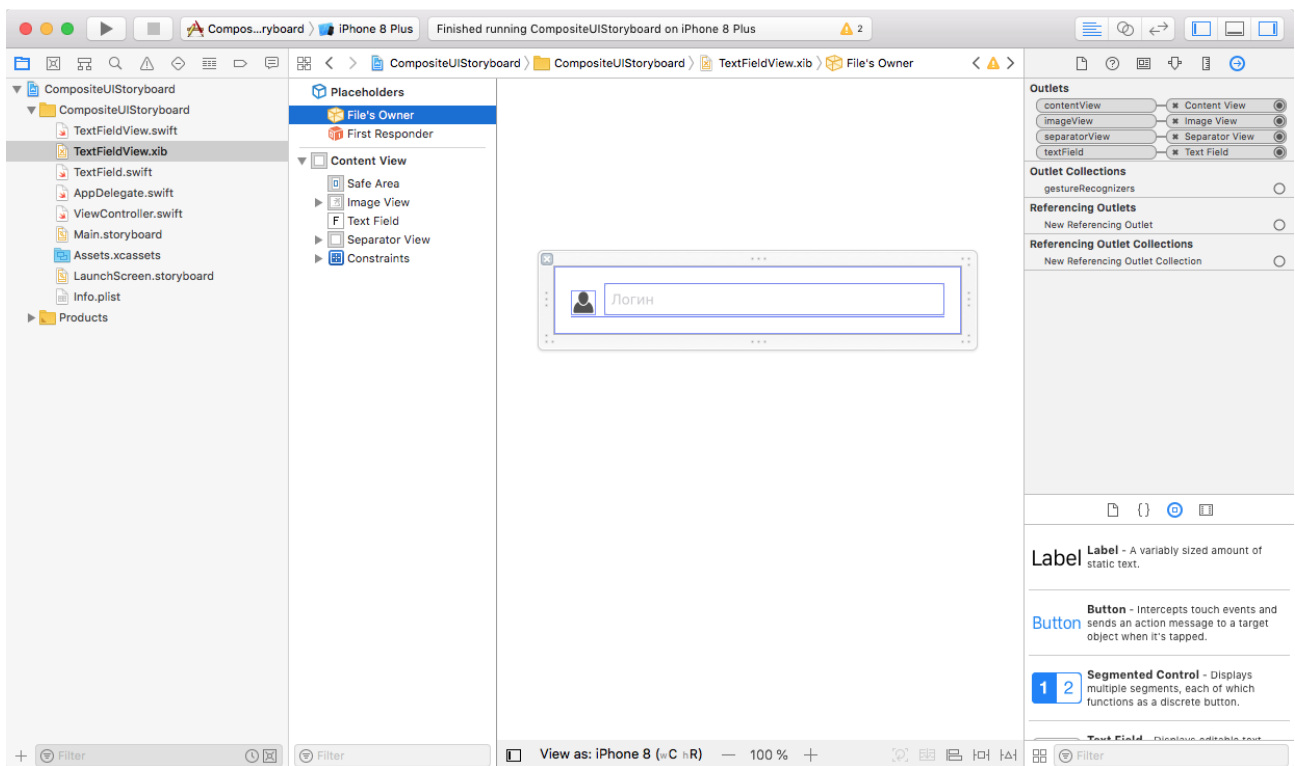 Compos...ryboard 〉 iPhone 8 Plus
Finished running CompositeUIStoryboard on iPhone 8 Plus
2
CompositeUIStoryboard 〉 CompositeUIStoryboard 〉 TextFieldView.xib 〉 File's Owner
CompositeUIStoryboard
CompositeUIStoryboard
TextFieldView.swift
TextFieldView.xib
TextField.swift
AppDelegate.swift
ViewController.swift
Main.storyboard
Assets.xcassets
LaunchScreen.storyboard
Info.plist
Products
Filter
Placeholders
File's Owner
First Responder
Content View
Safe Area
Image View
F Text Field
Separator View
Constraints
Filter
Логин
View as: iPhone 8 (wC hR) — 100 % +
Outlets
contentView Content View
imageView Image View
separatorView Separator View
textField Text Field
Outlet Collections
gestureRecognizers
Referencing Outlets
New Referencing Outlet
Referencing Outlet Collections
New Referencing Outlet Collection
{}
Label
Label - A variably sized amount of
static text.
Button
Button - Intercepts touch events and
sends an action message to a target
object when it's tapped.
1 2
Segmented Control - Displays
multiple segments, each of which
functions as a discrete button.
Text Field - Displays editable text
Filter